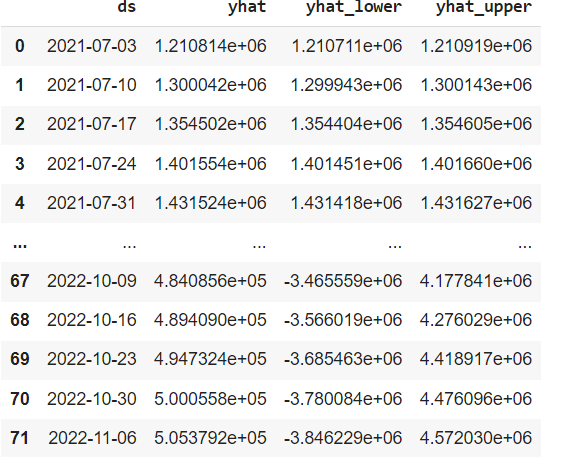 ds yhat yhat_lower yhat_upper
0 2021-07-03 1.210814e+06 1.210711e+06 1.210919e+06
1 2021-07-10 1.300042e+06 1.299943e+06 1.300143e+06
2 2021-07-17 1.354502e+06 1.354404e+06 1.354605e+06
3 2021-07-24 1.401554e+06 1.401451e+06 1.401660e+06
4 2021-07-31 1.431524e+06 1.431418e+06 1.431627e+06
... ... ... ... ...
67 2022-10-09 4.840856e+05 -3.465559e+06 4.177841e+06
68 2022-10-16 4.894090e+05 -3.566019e+06 4.276029e+06
69 2022-10-23 4.947324e+05 -3.685463e+06 4.418917e+06
70 2022-10-30 5.000558e+05 -3.780084e+06 4.476096e+06
71 2022-11-06 5.053792e+05 -3.846229e+06 4.572030e+06